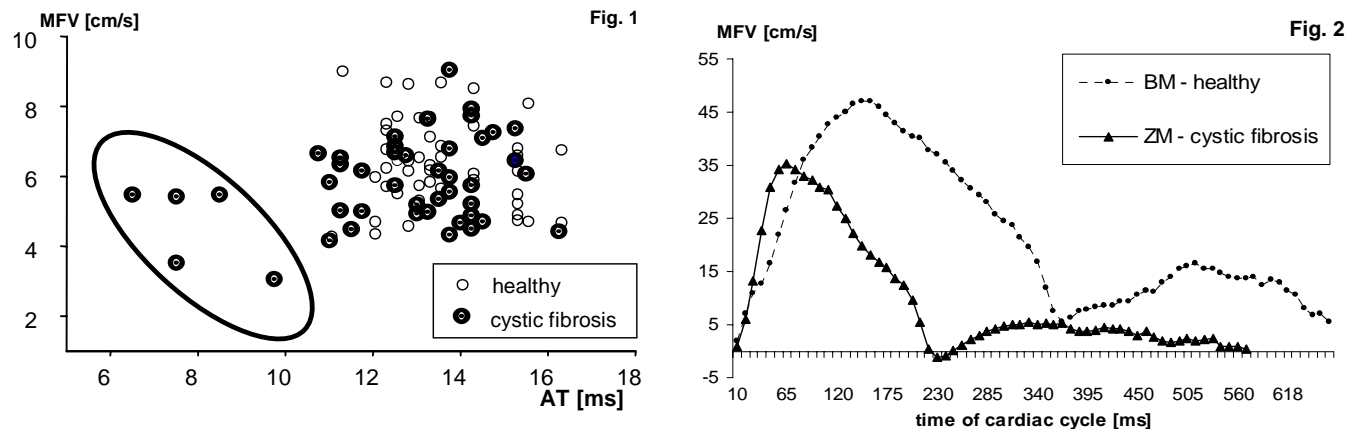 MFV [cm/s]
Fig. 1
10
8
6
4
2
healthy
cystic fibrosis
6 8 10 12 14 16 18
AT [ms]
MFV [cm/s]
Fig. 2
55
45
35
25
15
5
-5
BM - healthy
ZM - cystic fibrosis
10 65 120 175 230 285 340 395 450 505 560 618
time of cardiac cycle [ms]